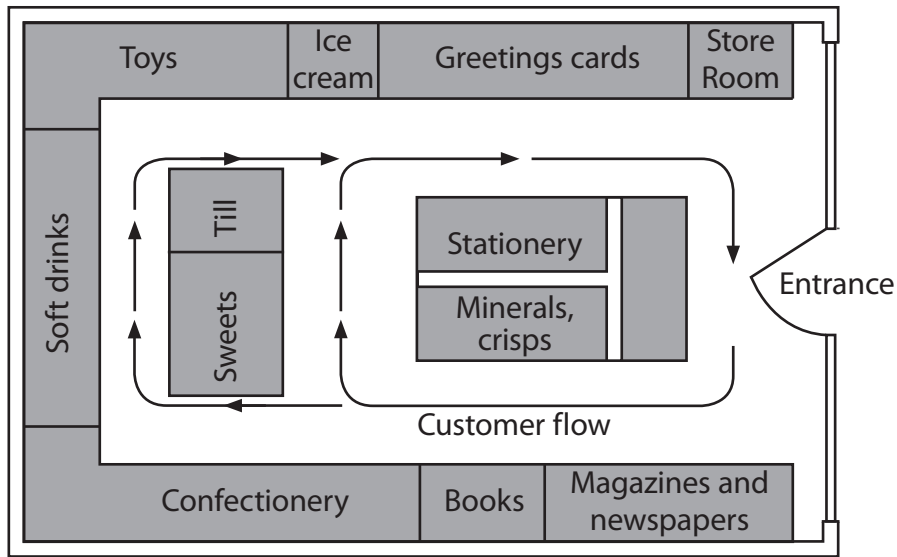 Toys
Ice
cream
Greetings cards
Store
Room
Soft drinks
Till
Sweets
Stationery
Minerals,
crisps
Entrance
Customer flow
Confectionery
Books
Magazines and
newspapers